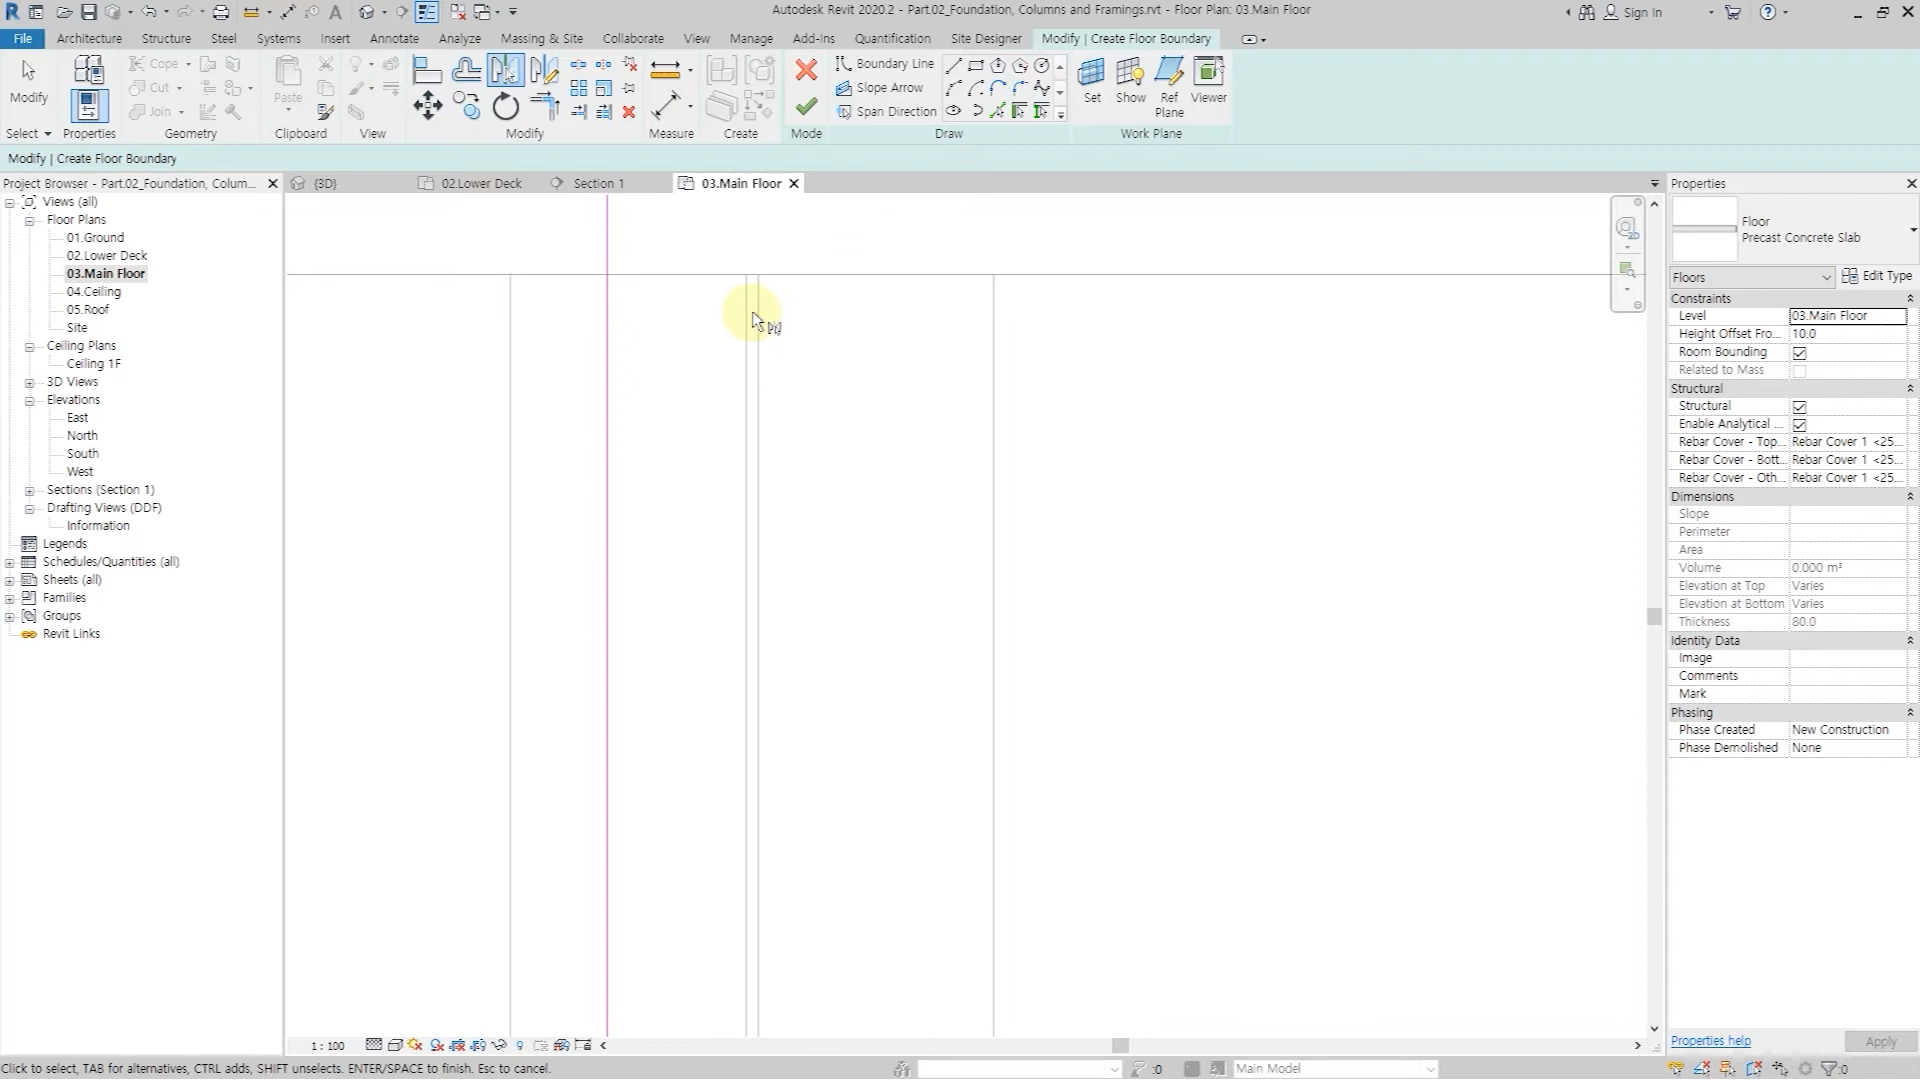 Autodesk Revit 2020.2 - Part.02_Foundation, Columns and Framings.rvt - Floor Plan: 03.Main Floor
Sign In
File Architecture Structure Steel Systems Insert Annotate Analyze Massing & Site Collaborate View Manage Add-Ins Quantification Site Designer Modify | Create Floor Boundary
Modify
Cope
Cut
Join
Paste
Boundary Line
Slope Arrow
Span Direction
Set
Show
Ref Plane
Viewer
Select Properties Geometry Clipboard View Modify Measure Create Mode Draw Work Plane
Modify | Create Floor Boundary
Project Browser - Part.02_Foundation, Colum...
{3D}
02.Lower Deck
Section 1
03.Main Floor
Views (all)
Floor Plans
01.Ground
02.Lower Deck
03.Main Floor
04.Ceiling
05.Roof
Site
Ceiling Plans
Ceiling 1F
3D Views
Elevations
East
North
South
West
Sections (Section 1)
Drafting Views (DDF)
Information
Legends
Schedules/Quantities (all)
Sheets (all)
Families
Groups
Revit Links
2D
Properties
Floor
Precast Concrete Slab
Floors
Edit Type
Constraints
Level 03.Main Floor
Height Offset Fro... 10.0
Room Bounding
Related to Mass
Structural
Structural
Enable Analytical ...
Rebar Cover - Top... Rebar Cover 1 <25...
Rebar Cover - Bott... Rebar Cover 1 <25...
Rebar Cover - Oth... Rebar Cover 1 <25...
Dimensions
Slope
Perimeter
Area
Volume 0.000 m³
Elevation at Top Varies
Elevation at Bottom Varies
Thickness 80.0
Identity Data
Image
Comments
Mark
Phasing
Phase Created New Construction
Phase Demolished None
Properties help
Apply
1 : 100
Click to select, TAB for alternatives, CTRL adds, SHIFT unselects. ENTER/SPACE to finish. Esc to cancel.
:0
Main Model
:0